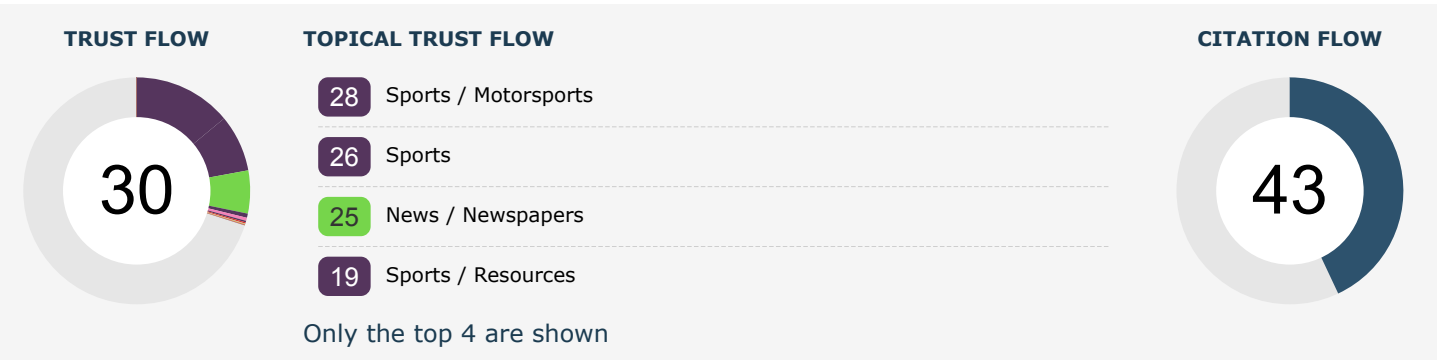 TRUST FLOW
30
TOPICAL TRUST FLOW
28 Sports / Motorsports
26 Sports
25 News / Newspapers
19 Sports / Resources
Only the top 4 are shown
CITATION FLOW
43